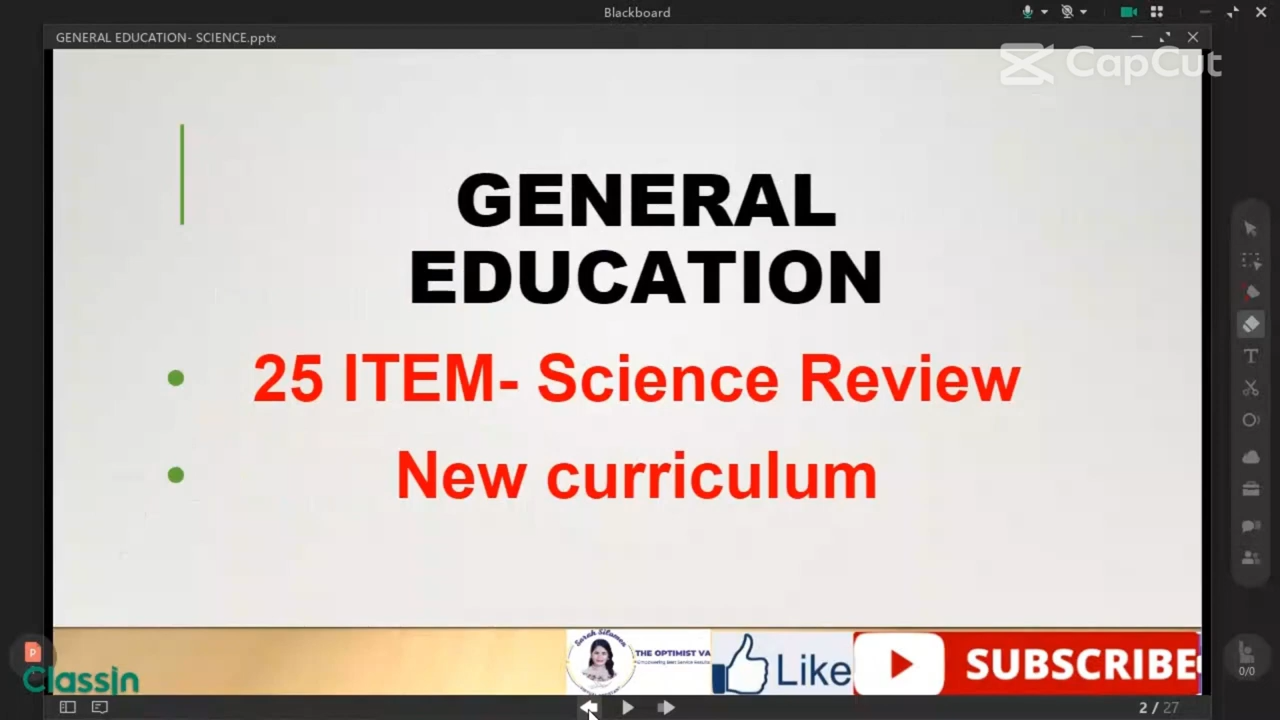 Blackboard
GENERAL EDUCATION- SCIENCE.pptx
CapCut
GENERAL
EDUCATION
25 ITEM- Science Review
New curriculum
THE OPTIMIST VA
Like
SUBSCRIBE
ClassIn
0/0
2 / 27